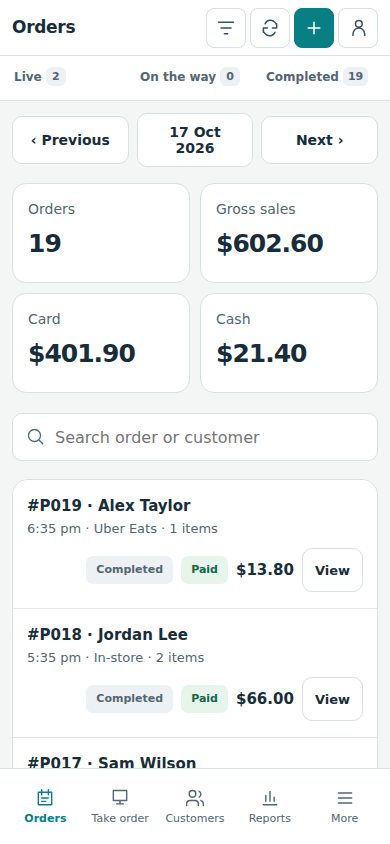 Orders
Live 2
On the way 0
Completed 19
‹ Previous
17 Oct
2026
Next ›
Orders
19
Gross sales
$602.60
Card
$401.90
Cash
$21.40
Search order or customer
#P019 · Alex Taylor
6:35 pm · Uber Eats · 1 items
Completed
Paid
$13.80
View
#P018 · Jordan Lee
5:35 pm · In-store · 2 items
Completed
Paid
$66.00
View
#P017 · Sam Wilson
Orders
Take order
Customers
Reports
More